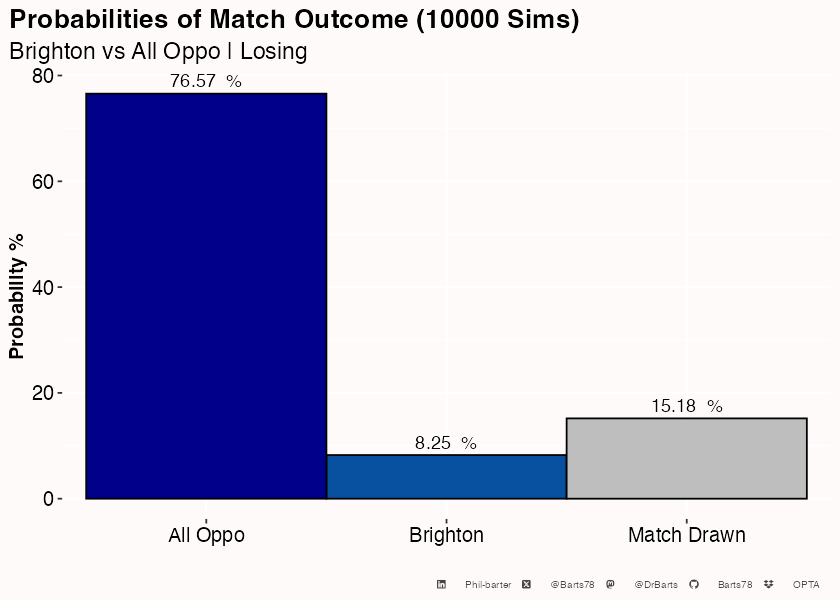 Probabilities of Match Outcome (10000 Sims)
Brighton vs All Oppo | Losing
80
76.57 %
60
Probability %
40
20
15.18 %
8.25 %
0
All Oppo Brighton Match Drawn
Phil-barter @Barts78 @DrBarts Barts78 OPTA